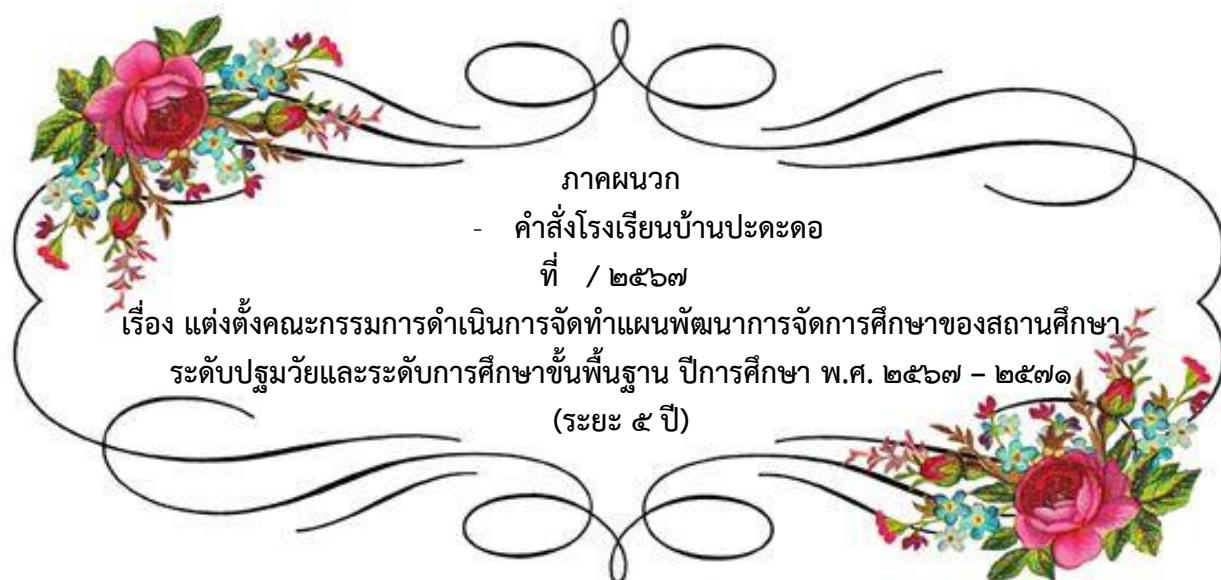 ภาคผนวก
- คำสั่งโรงเรียนบ้านปะดะดอ
ที่ / ๒๕๖๗
เรื่อง แต่งตั้งคณะกรรมการดำเนินการจัดทำแผนพัฒนาการจัดการศึกษาของสถานศึกษา
ระดับปฐมวัยและระดับการศึกษาขั้นพื้นฐาน ปีการศึกษา พ.ศ. ๒๕๖๗ – ๒๕๗๑
(ระยะ ๕ ปี)